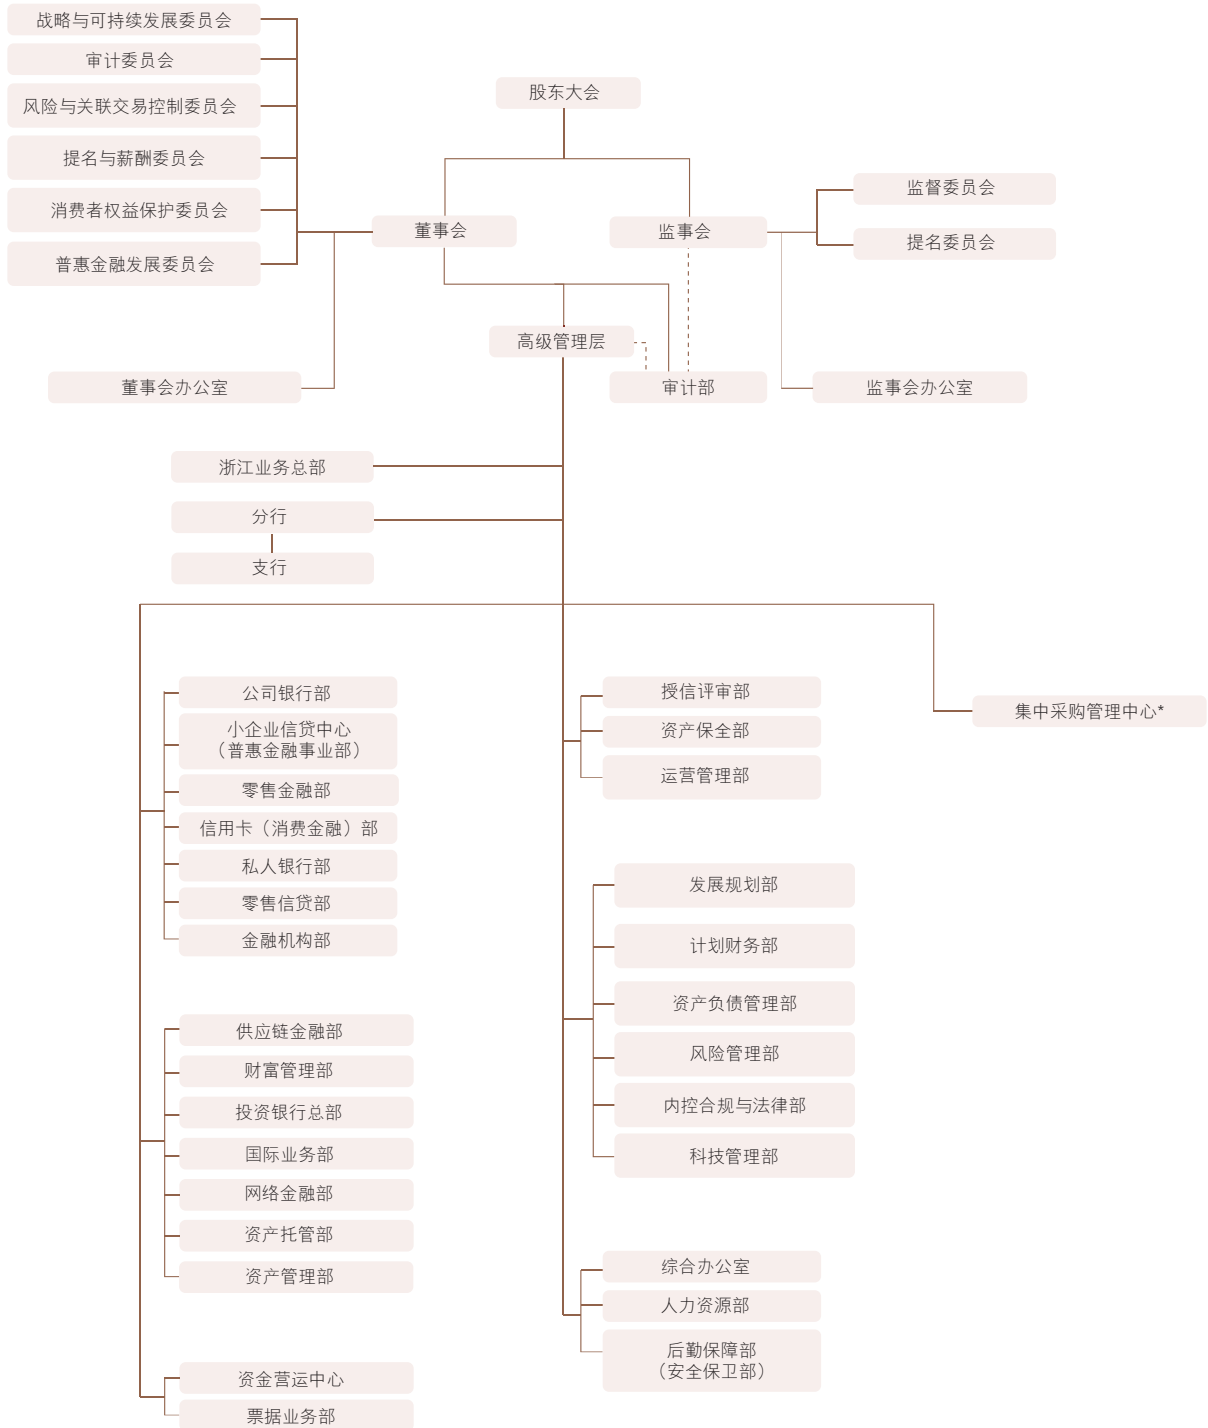 战略与可持续发展委员会
审计委员会
风险与关联交易控制委员会
提名与薪酬委员会
消费者权益保护委员会
普惠金融发展委员会
股东大会
董事会
监事会
监督委员会
提名委员会
高级管理层
董事会办公室
审计部
监事会办公室
浙江业务总部
分行
支行
公司银行部
小企业信贷中心
（普惠金融事业部）
零售金融部
信用卡（消费金融）部
私人银行部
零售信贷部
金融机构部
供应链金融部
财富管理部
投资银行总部
国际业务部
网络金融部
资产托管部
资产管理部
资金营运中心
票据业务部
授信评审部
资产保全部
运营管理部
发展规划部
计划财务部
资产负债管理部
风险管理部
内控合规与法律部
科技管理部
综合办公室
人力资源部
后勤保障部
（安全保卫部）
集中采购管理中心*